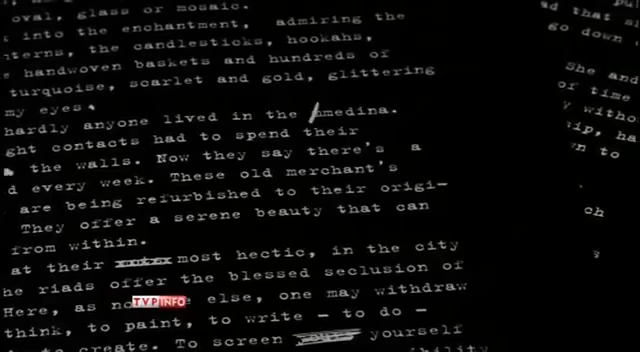 oval, glass or mosaic.
into the enchantment, admiring the
the candlesticks, hookahs,
handwoven baskets and hundreds of
turquoise, scarlet and gold, glittering
my eyes.
hardly anyone lived in the medina.
ght contacts had to spend their
the walls. Now they say there's a
d every week. These old merchant's
are being refurbished to their origi-
They offer a serene beauty that can
from within.
at their most hectic, in the city
he riads offer the blessed seclusion of
Here, as else, one may withdraw
TVP INFO
think, to paint, to write - to do -
to create. To screen yourself
go down
She and
of time
witho
ip, ha
to
ch